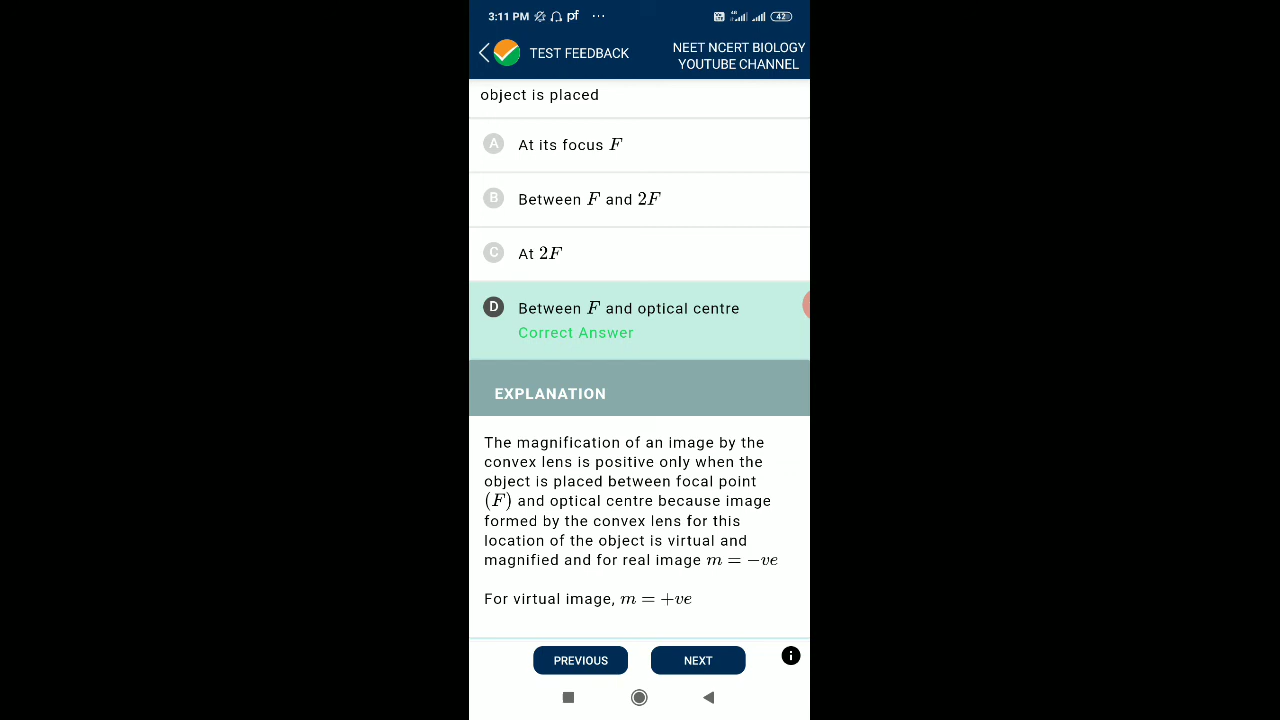 3:11 PM pf ... 4G 42
TEST FEEDBACK
NEET NCERT BIOLOGY
YOUTUBE CHANNEL
object is placed
A At its focus F
B Between F and 2F
C At 2F
D Between F and optical centre
Correct Answer
EXPLANATION
The magnification of an image by the
convex lens is positive only when the
object is placed between focal point
(F) and optical centre because image
formed by the convex lens for this
location of the object is virtual and
magnified and for real image m = −ve
For virtual image, m = +ve
PREVIOUS
NEXT
i